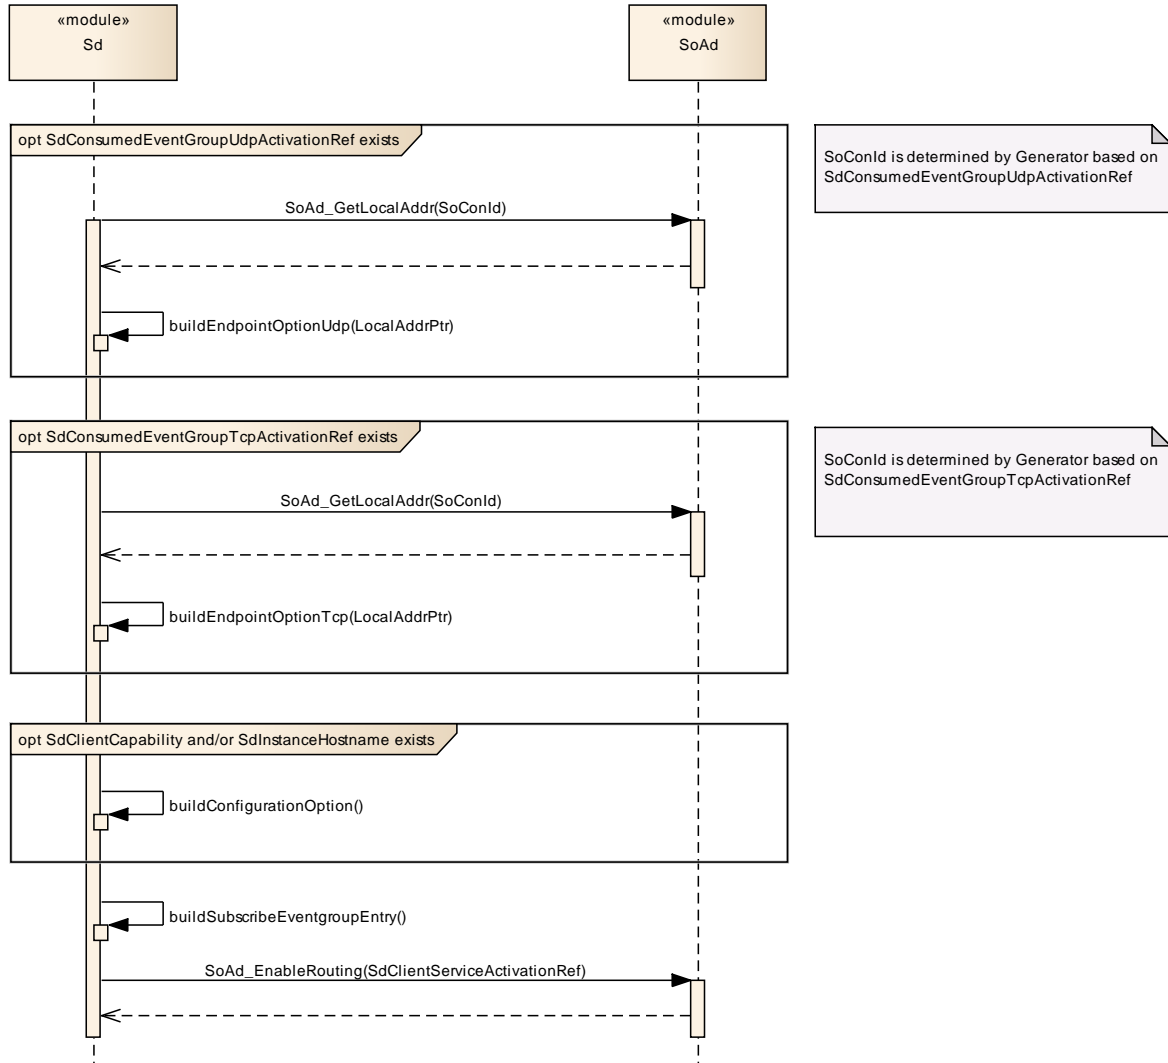 «module»
Sd
«module»
SoAd
opt SdConsumedEventGroupUdpActivationRef exists
SoConId is determined by Generator based on
SdConsumedEventGroupUdpActivationRef
SoAd_GetLocalAddr(SoConId)
buildEndpointOptionUdp(LocalAddrPtr)
opt SdConsumedEventGroupTcpActivationRef exists
SoConId is determined by Generator based on
SdConsumedEventGroupTcpActivationRef
SoAd_GetLocalAddr(SoConId)
buildEndpointOptionTcp(LocalAddrPtr)
opt SdClientCapability and/or SdInstanceHostname exists
buildConfigurationOption()
buildSubscribeEventgroupEntry()
SoAd_EnableRouting(SdClientServiceActivationRef)